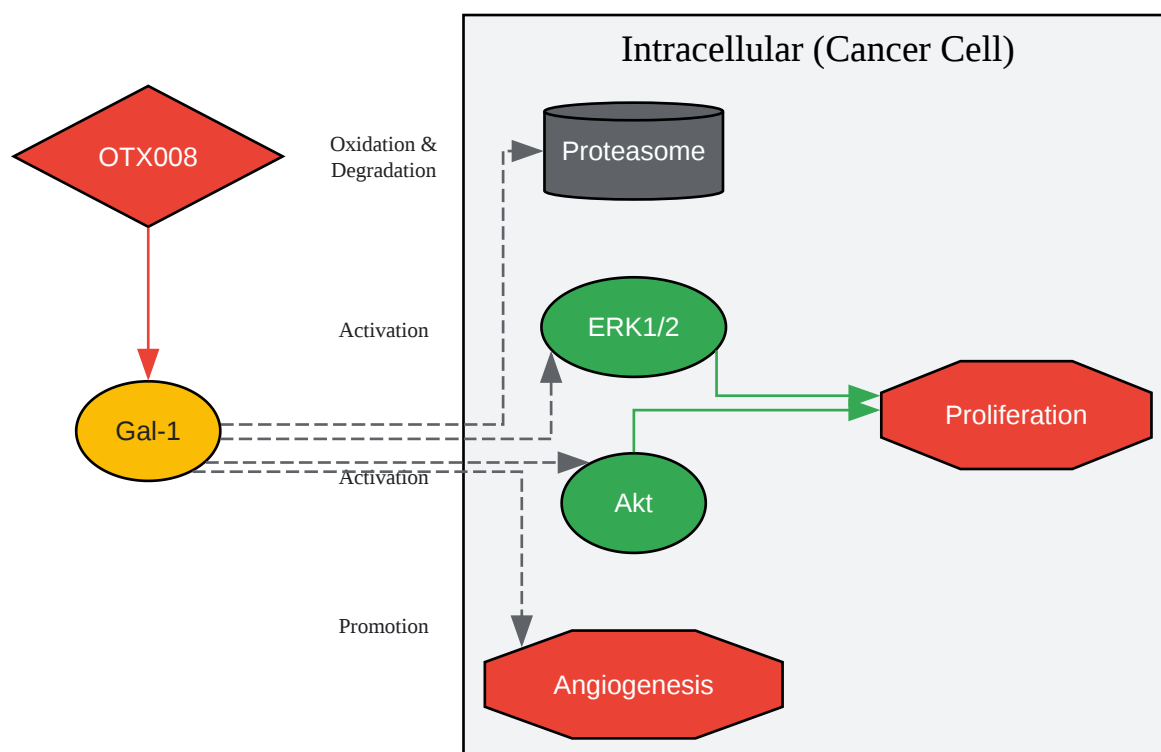 Intracellular (Cancer Cell)
OTX008
Oxidation &
Degradation
Proteasome
Activation
ERK1/2
Gal-1
Proliferation
Activation
Akt
Promotion
Angiogenesis